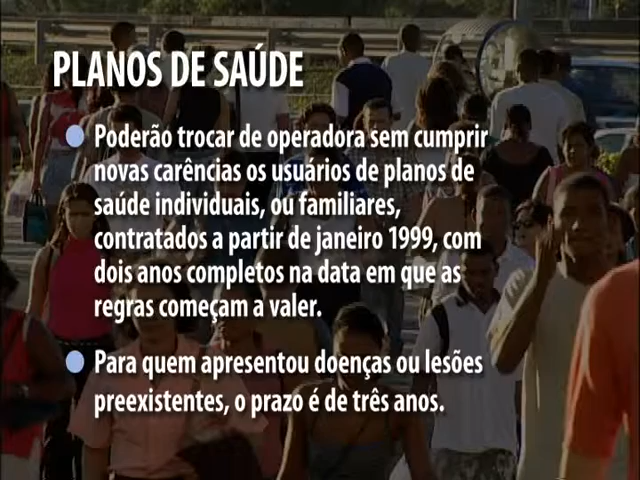 PLANOS DE SAÚDE
Poderão trocar de operadora sem cumprir
novas carências os usuários de planos de
saúde individuais, ou familiares,
contratados a partir de janeiro 1999, com
dois anos completos na data em que as
regras começam a valer.
Para quem apresentou doenças ou lesões
preexistentes, o prazo é de três anos.